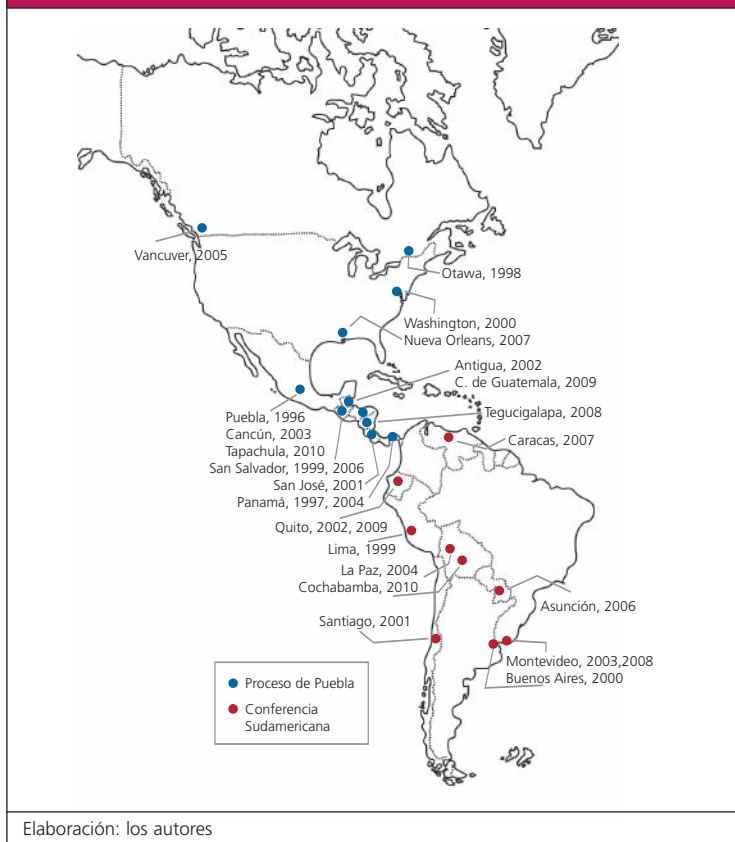 Vancuver, 2005
Otawa, 1998
Washington, 2000
Nueva Orleans, 2007
Antigua, 2002
C. de Guatemala, 2009
Puebla, 1996
Cancún, 2003
Tapachula, 2010
San Salvador, 1999, 2006
San José, 2001
Panamá, 1997, 2004
Tegucigalpa, 2008
Caracas, 2007
Quito, 2002, 2009
Lima, 1999
La Paz, 2004
Cochabamba, 2010
Asunción, 2006
Santiago, 2001
Montevideo, 2003,2008
Buenos Aires, 2000
Proceso de Puebla
Conferencia
Sudamericana
Elaboración: los autores